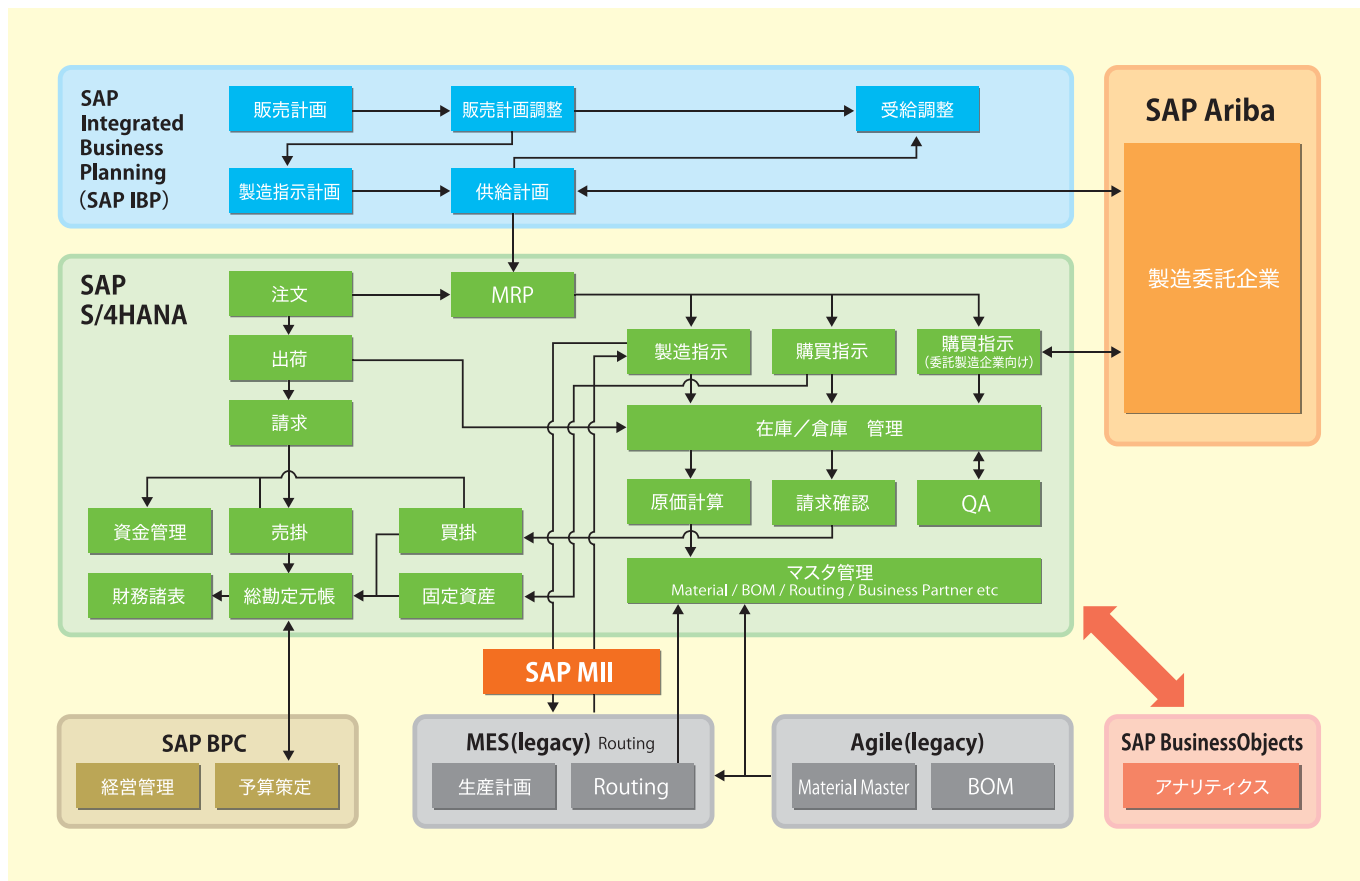 SAP
Integrated
Business
Planning
（SAP IBP）
販売計画
販売計画調整
受給調整
製造指示計画
供給計画
SAP Ariba
製造委託企業
SAP
S/4HANA
注文
MRP
出荷
製造指示
購買指示
購買指示
（委託製造企業向け）
請求
在庫／倉庫　管理
原価計算
請求確認
QA
資金管理
売掛
買掛
マスタ管理
Material / BOM / Routing / Business Partner etc
財務諸表
総勘定元帳
固定資産
SAP MII
SAP BPC
経営管理
予算策定
MES(legacy) Routing
生産計画
Routing
Agile(legacy)
Material Master
BOM
SAP BusinessObjects
アナリティクス